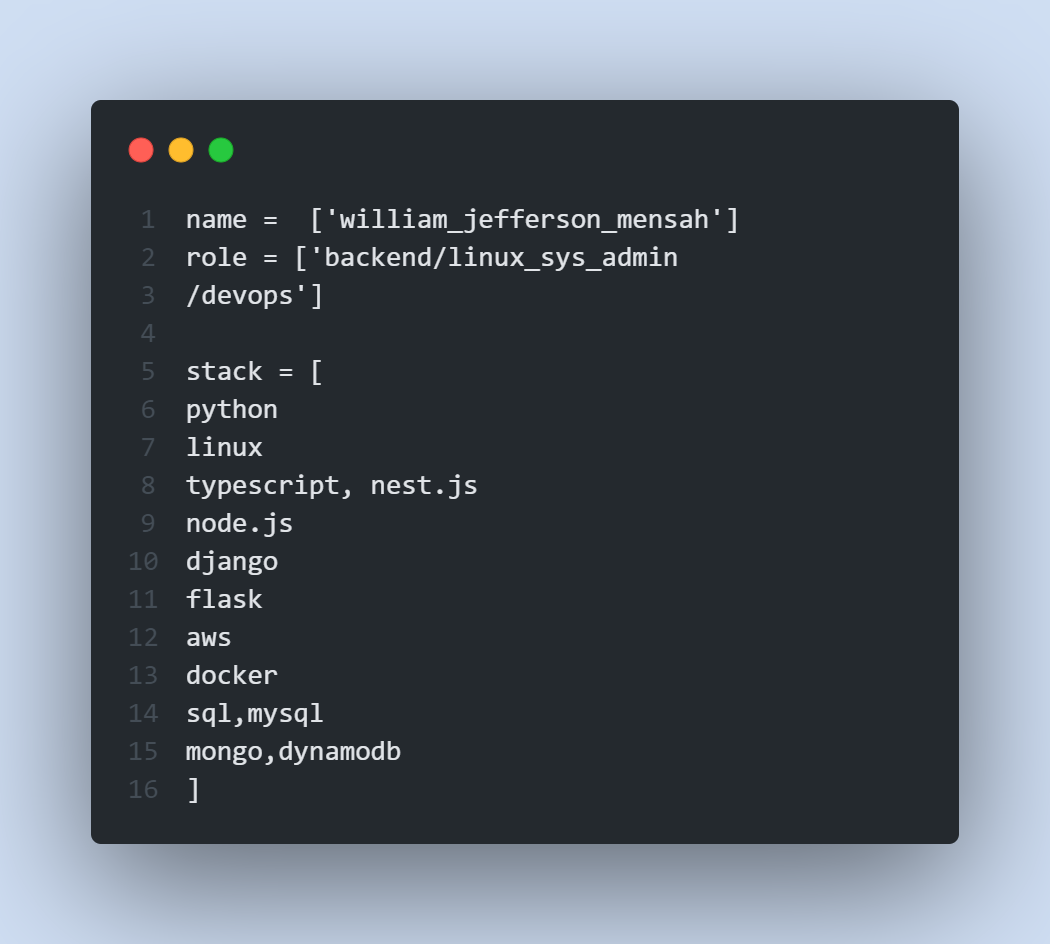 1 name =  ['william_jefferson_mensah']
2 role = ['backend/linux_sys_admin
3 /devops']
4
5 stack = [
6 python
7 linux
8 typescript, nest.js
9 node.js
10 django
11 flask
12 aws
13 docker
14 sql,mysql
15 mongo,dynamodb
16 ]